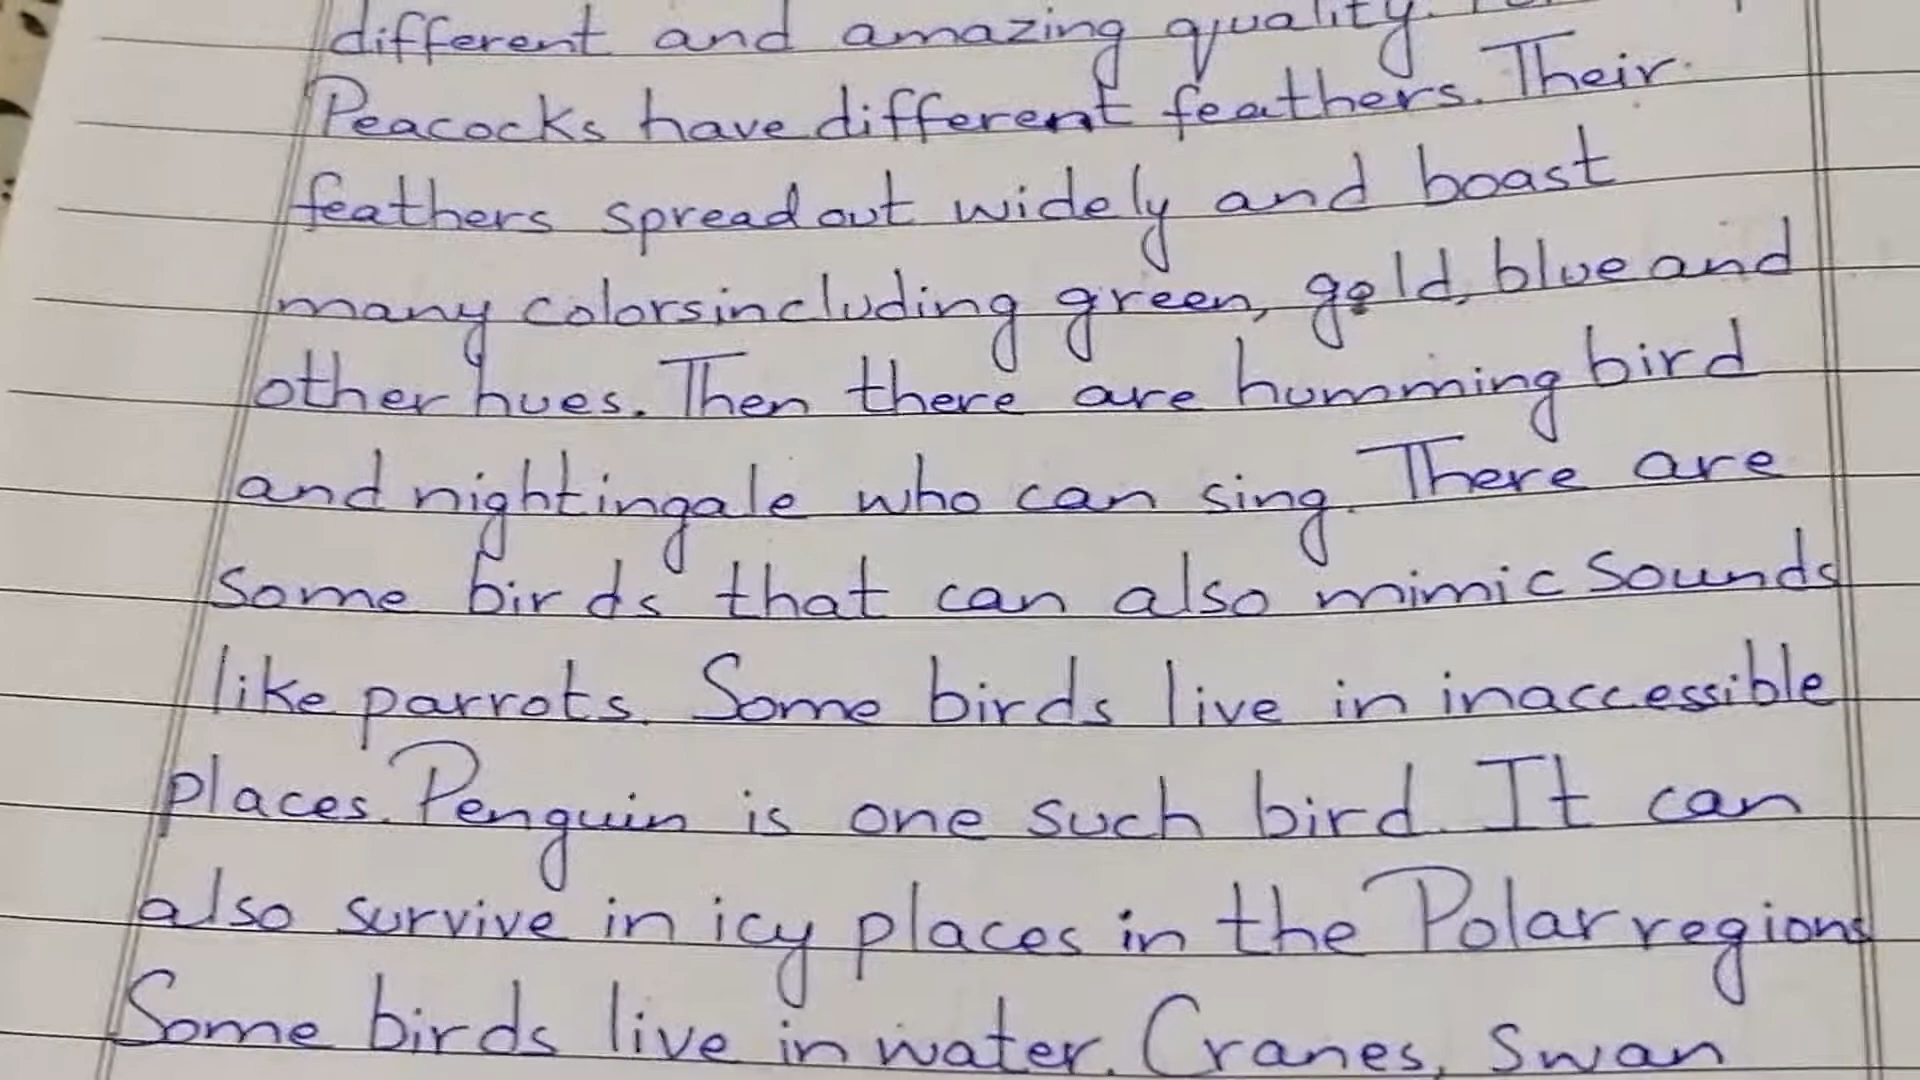 different and amazing quality.
Peacocks have different feathers. Their
feathers spread out widely and boast
many colors including green, gold, blue and
other hues. Then there are humming bird
and nightingale who can sing. There are
some birds that can also mimic sounds
like parrots. Some birds live in inaccessible
places. Penguin is one such bird. It can
also survive in icy places in the Polar regions
Some birds live in water. Cranes, Swan